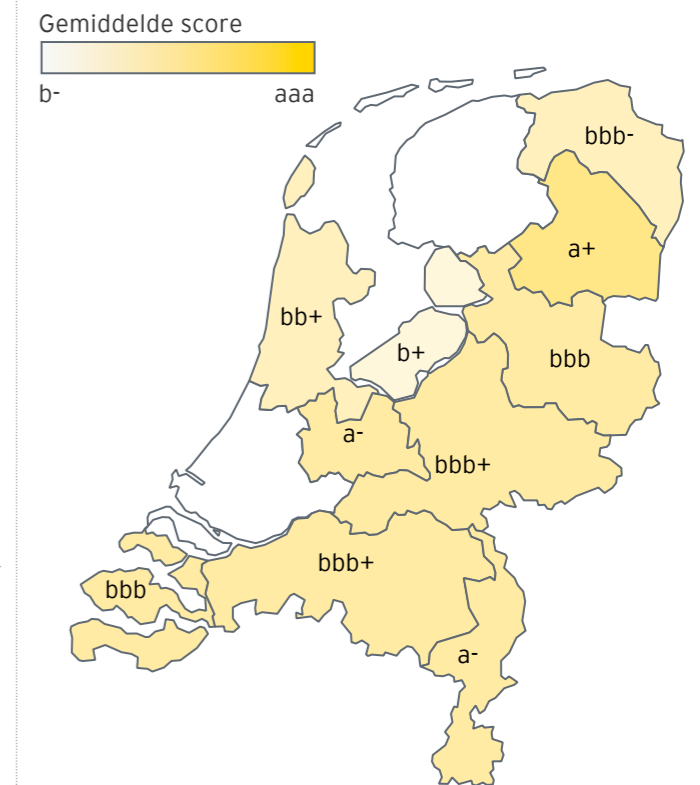 Gemiddelde score
b- aaa
bbb-
a+
bb+
b+
bbb
a-
bbb+
bbb+
bbb
a-